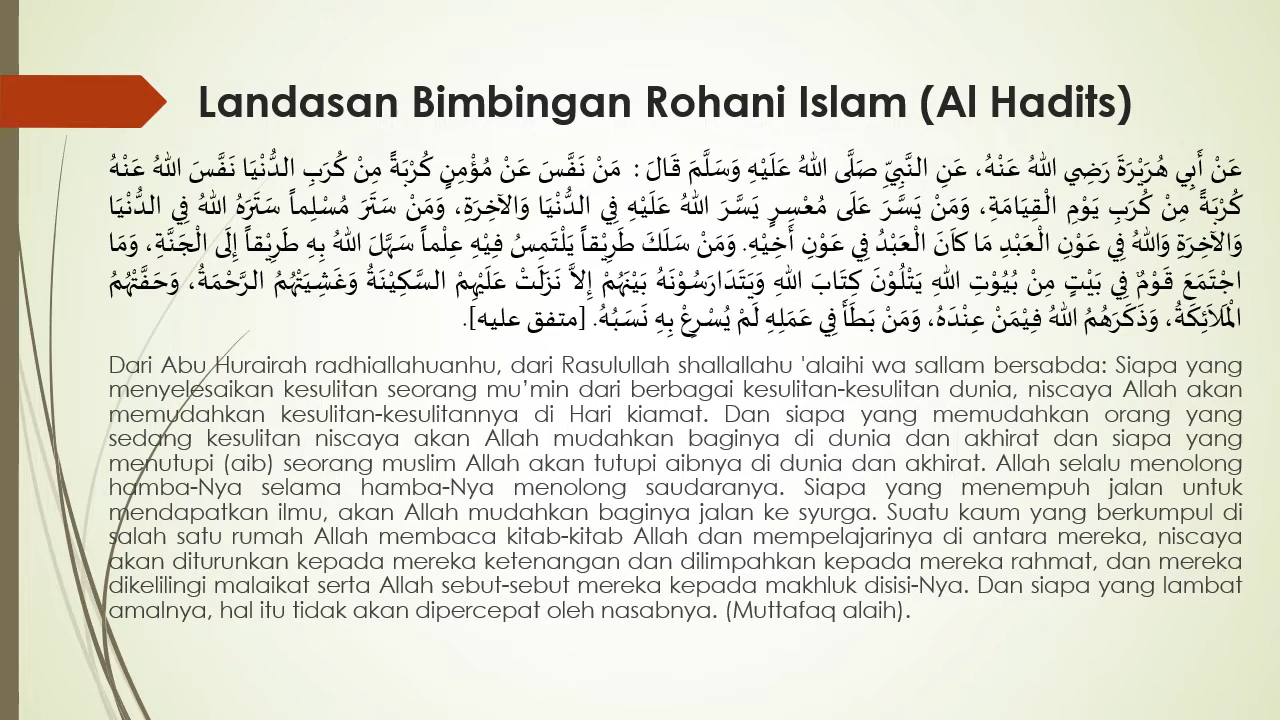 Landasan Bimbingan Rohani Islam (Al Hadits)
عَنْ أَبِي هُرَيْرَةَ رَضِي اللهُ عَنْهُ، عَنِ النَّبِيِّ صَلَّى اللهُ عَلَيْهِ وَسَلَّمَ قَالَ : مَنْ نَفَّسَ عَنْ مُؤْمِنٍ كُرْبَةً مِنْ كُرَبِ الدُّنْيَا نَفَّسَ اللهُ عَنْهُ
كُرْبَةً مِنْ كُرَبِ يَوْمِ الْقِيَامَةِ، وَمَنْ يَسَّرَ عَلَى مُعْسِرٍ يَسَّرَ اللهُ عَلَيْهِ فِي الدُّنْيَا وَالآخِرَةِ، وَمَنْ سَتَرَ مُسْلِماً سَتَرَهُ اللهُ فِي الدُّنْيَا
وَالآخِرَةِ وَاللهُ فِي عَوْنِ الْعَبْدِ مَا كاَنَ الْعَبْدُ فِي عَوْنِ أَخِيْهِ. وَمَنْ سَلَكَ طَرِيْقاً يَلْتَمِسُ فِيْهِ عِلْماً سَهَّلَ اللهُ بِهِ طَرِيْقاً إِلَى الْجَنَّةِ، وَمَا
اجْتَمَعَ قَوْمٌ فِي بَيْتٍ مِنْ بُيُوْتِ اللهِ يَتْلُوْنَ كِتَابَ اللهِ وَيَتَدَارَسُوْنَهُ بَيْنَهُمْ إِلاَّ نَزَلَتْ عَلَيْهِمْ السَّكِيْنَةُ وَغَشِيَتْهُمُ الرَّحْمَةُ، وَحَفَّتْهُمُ
الْمَلاَئِكَةُ، وَذَكَرَهُمُ اللهُ فِيْمَنْ عِنْدَهُ، وَمَنْ بَطَأَ فِي عَمَلِهِ لَمْ يُسْرِعْ بِهِ نَسَبُهُ. [متفق عليه].
Dari Abu Hurairah radhiallahuanhu, dari Rasulullah shallallahu 'alaihi wa sallam bersabda: Siapa yang
menyelesaikan kesulitan seorang mu’min dari berbagai kesulitan-kesulitan dunia, niscaya Allah akan
memudahkan kesulitan-kesulitannya di Hari kiamat. Dan siapa yang memudahkan orang yang
sedang kesulitan niscaya akan Allah mudahkan baginya di dunia dan akhirat dan siapa yang
menutupi (aib) seorang muslim Allah akan tutupi aibnya di dunia dan akhirat. Allah selalu menolong
hamba-Nya selama hamba-Nya menolong saudaranya. Siapa yang menempuh jalan untuk
mendapatkan ilmu, akan Allah mudahkan baginya jalan ke syurga. Suatu kaum yang berkumpul di
salah satu rumah Allah membaca kitab-kitab Allah dan mempelajarinya di antara mereka, niscaya
akan diturunkan kepada mereka ketenangan dan dilimpahkan kepada mereka rahmat, dan mereka
dikelilingi malaikat serta Allah sebut-sebut mereka kepada makhluk disisi-Nya. Dan siapa yang lambat
amalnya, hal itu tidak akan dipercepat oleh nasabnya. (Muttafaq alaih).